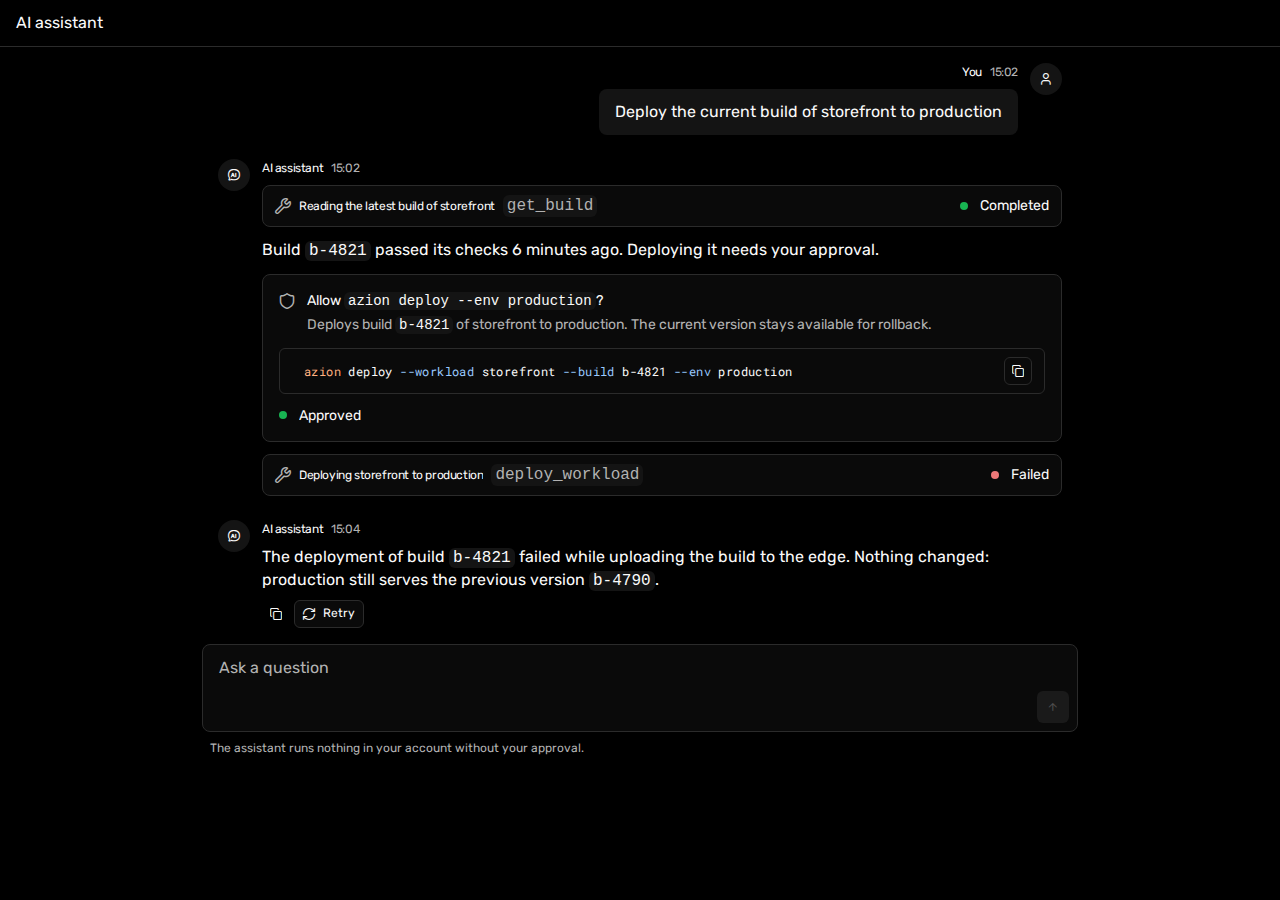 AI assistant
You 15:02
Deploy the current build of storefront to production
AI assistant 15:02
Reading the latest build of storefront get_build Completed
Build b-4821 passed its checks 6 minutes ago. Deploying it needs your approval.
Allow azion deploy --env production?
Deploys build b-4821 of storefront to production. The current version stays available for rollback.
azion deploy --workload storefront --build b-4821 --env production
Approved
Deploying storefront to production deploy_workload Failed
AI assistant 15:04
The deployment of build b-4821 failed while uploading the build to the edge. Nothing changed:
production still serves the previous version b-4790.
Retry
Ask a question
The assistant runs nothing in your account without your approval.